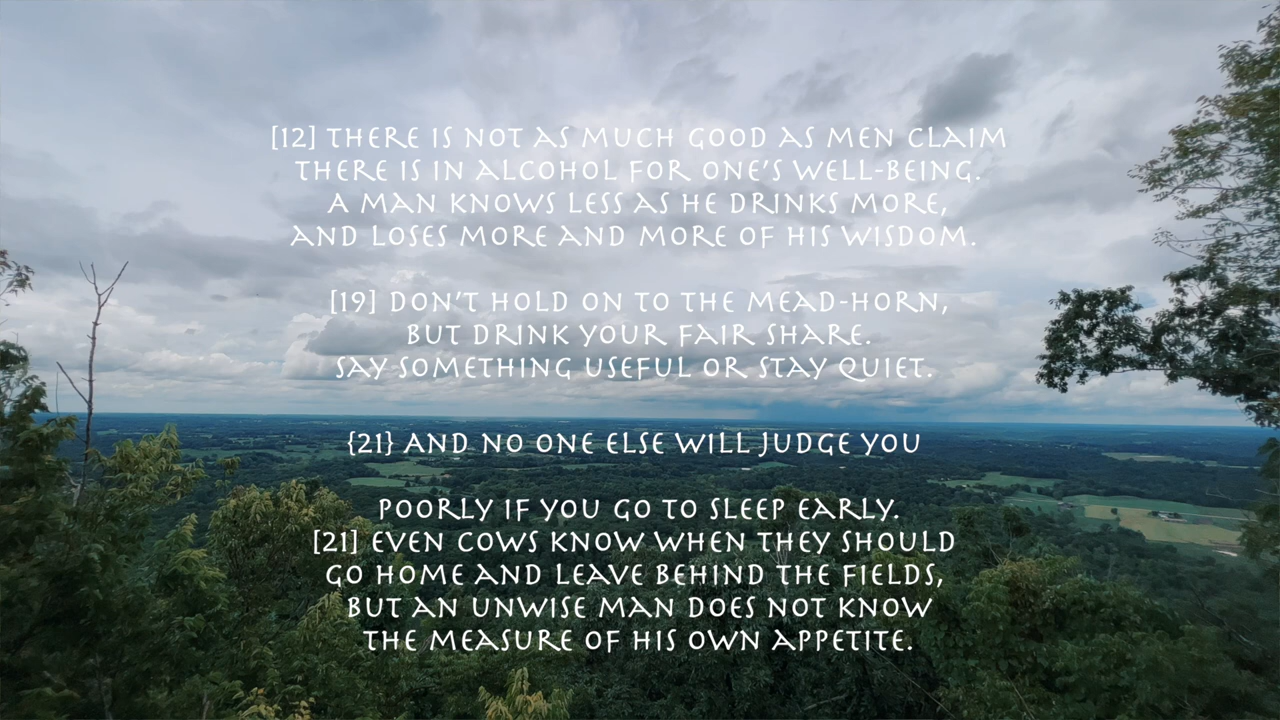 [12] THERE IS NOT AS MUCH GOOD AS MEN CLAIM
THERE IS IN ALCOHOL FOR ONE'S WELL-BEING.
A MAN KNOWS LESS AS HE DRINKS MORE,
AND LOSES MORE AND MORE OF HIS WISDOM.
[19] DON'T HOLD ON TO THE MEAD-HORN,
BUT DRINK YOUR FAIR SHARE.
SAY SOMETHING USEFUL OR STAY QUIET.
{21} AND NO ONE ELSE WILL JUDGE YOU
POORLY IF YOU GO TO SLEEP EARLY.
[21] EVEN COWS KNOW WHEN THEY SHOULD
GO HOME AND LEAVE BEHIND THE FIELDS,
BUT AN UNWISE MAN DOES NOT KNOW
THE MEASURE OF HIS OWN APPETITE.